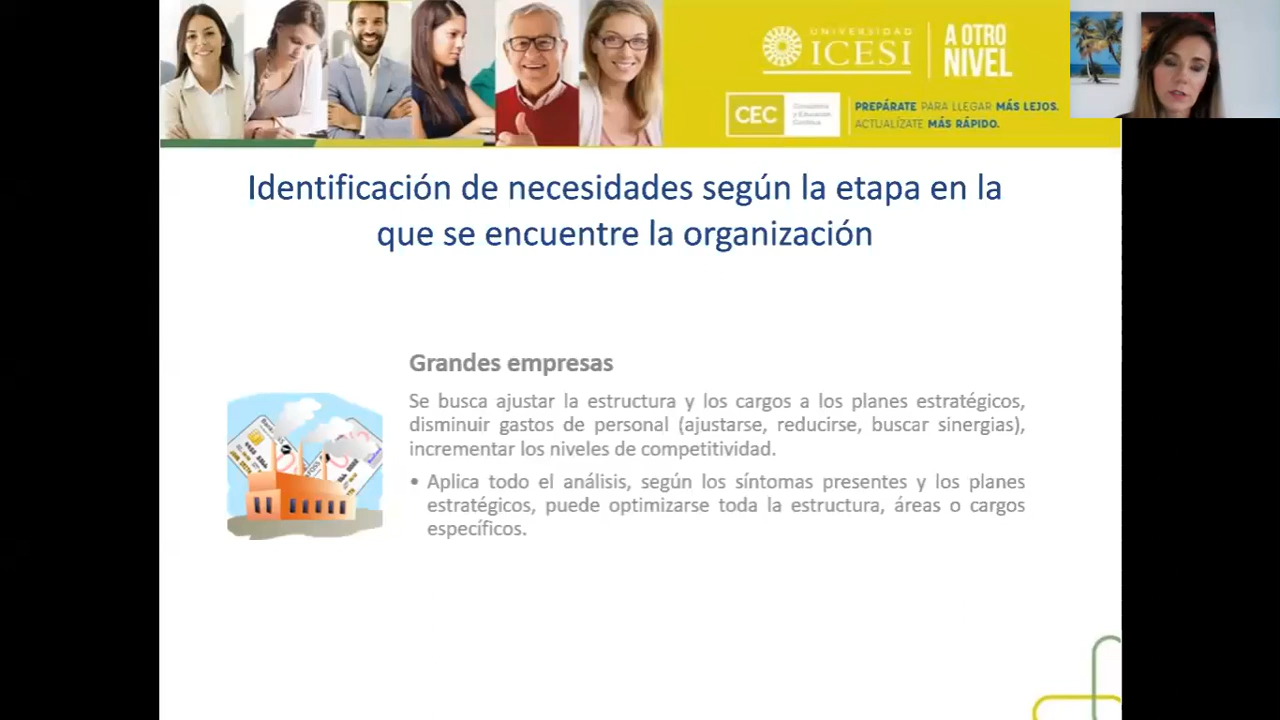 UNIVERSIDAD
ICESI
A OTRO
NIVEL
CEC
Consultoría
y Educación
Continua
PREPÁRATE PARA LLEGAR MÁS LEJOS.
ACTUALÍZATE MÁS RÁPIDO.
Identificación de necesidades según la etapa en la
que se encuentre la organización
Grandes empresas
Se busca ajustar la estructura y los cargos a los planes estratégicos,
disminuir gastos de personal (ajustarse, reducirse, buscar sinergias),
incrementar los niveles de competitividad.
• Aplica todo el análisis, según los síntomas presentes y los planes
estratégicos, puede optimizarse toda la estructura, áreas o cargos
específicos.